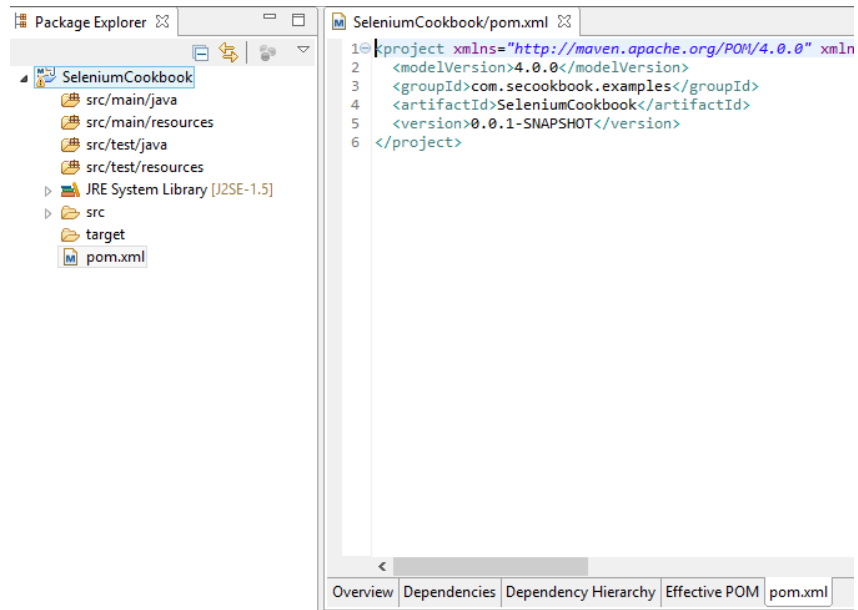 Package Explorer
SeleniumCookbook
src/main/java
src/main/resources
src/test/java
src/test/resources
JRE System Library [J2SE-1.5]
src
target
pom.xml
SeleniumCookbook/pom.xml
1 <project xmlns="http://maven.apache.org/POM/4.0.0" xmln
2 <modelVersion>4.0.0</modelVersion>
3 <groupId>com.secookbook.examples</groupId>
4 <artifactId>SeleniumCookbook</artifactId>
5 <version>0.0.1-SNAPSHOT</version>
6 </project>
Overview Dependencies Dependency Hierarchy Effective POM pom.xml